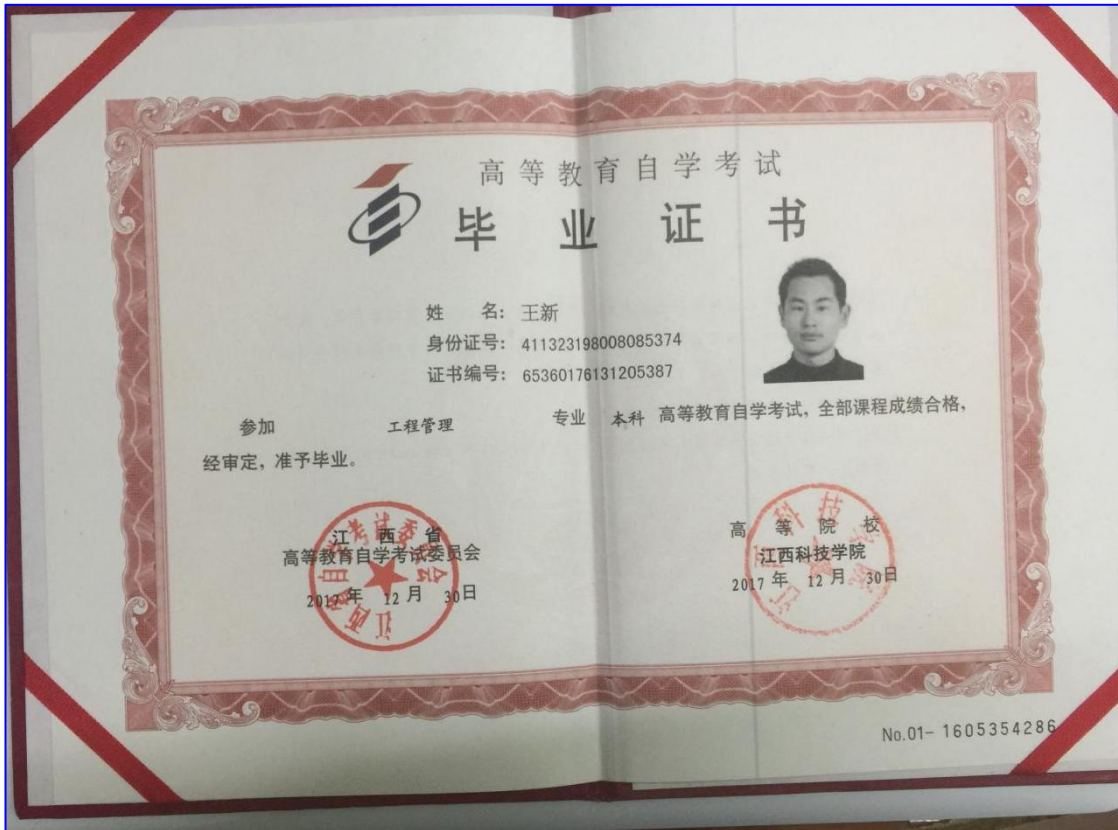 高等教育自学考试
毕业证书
姓 名：王新
身份证号：411323198008085374
证书编号：65360176131205387
参加 工程管理 专业 本科 高等教育自学考试，全部课程成绩合格，
经审定，准予毕业。
江西省
高等教育自学考试委员会
2017年 12月 30日
高等院校
江西科技学院
2017年 12月 30日
No.01- 1605354286